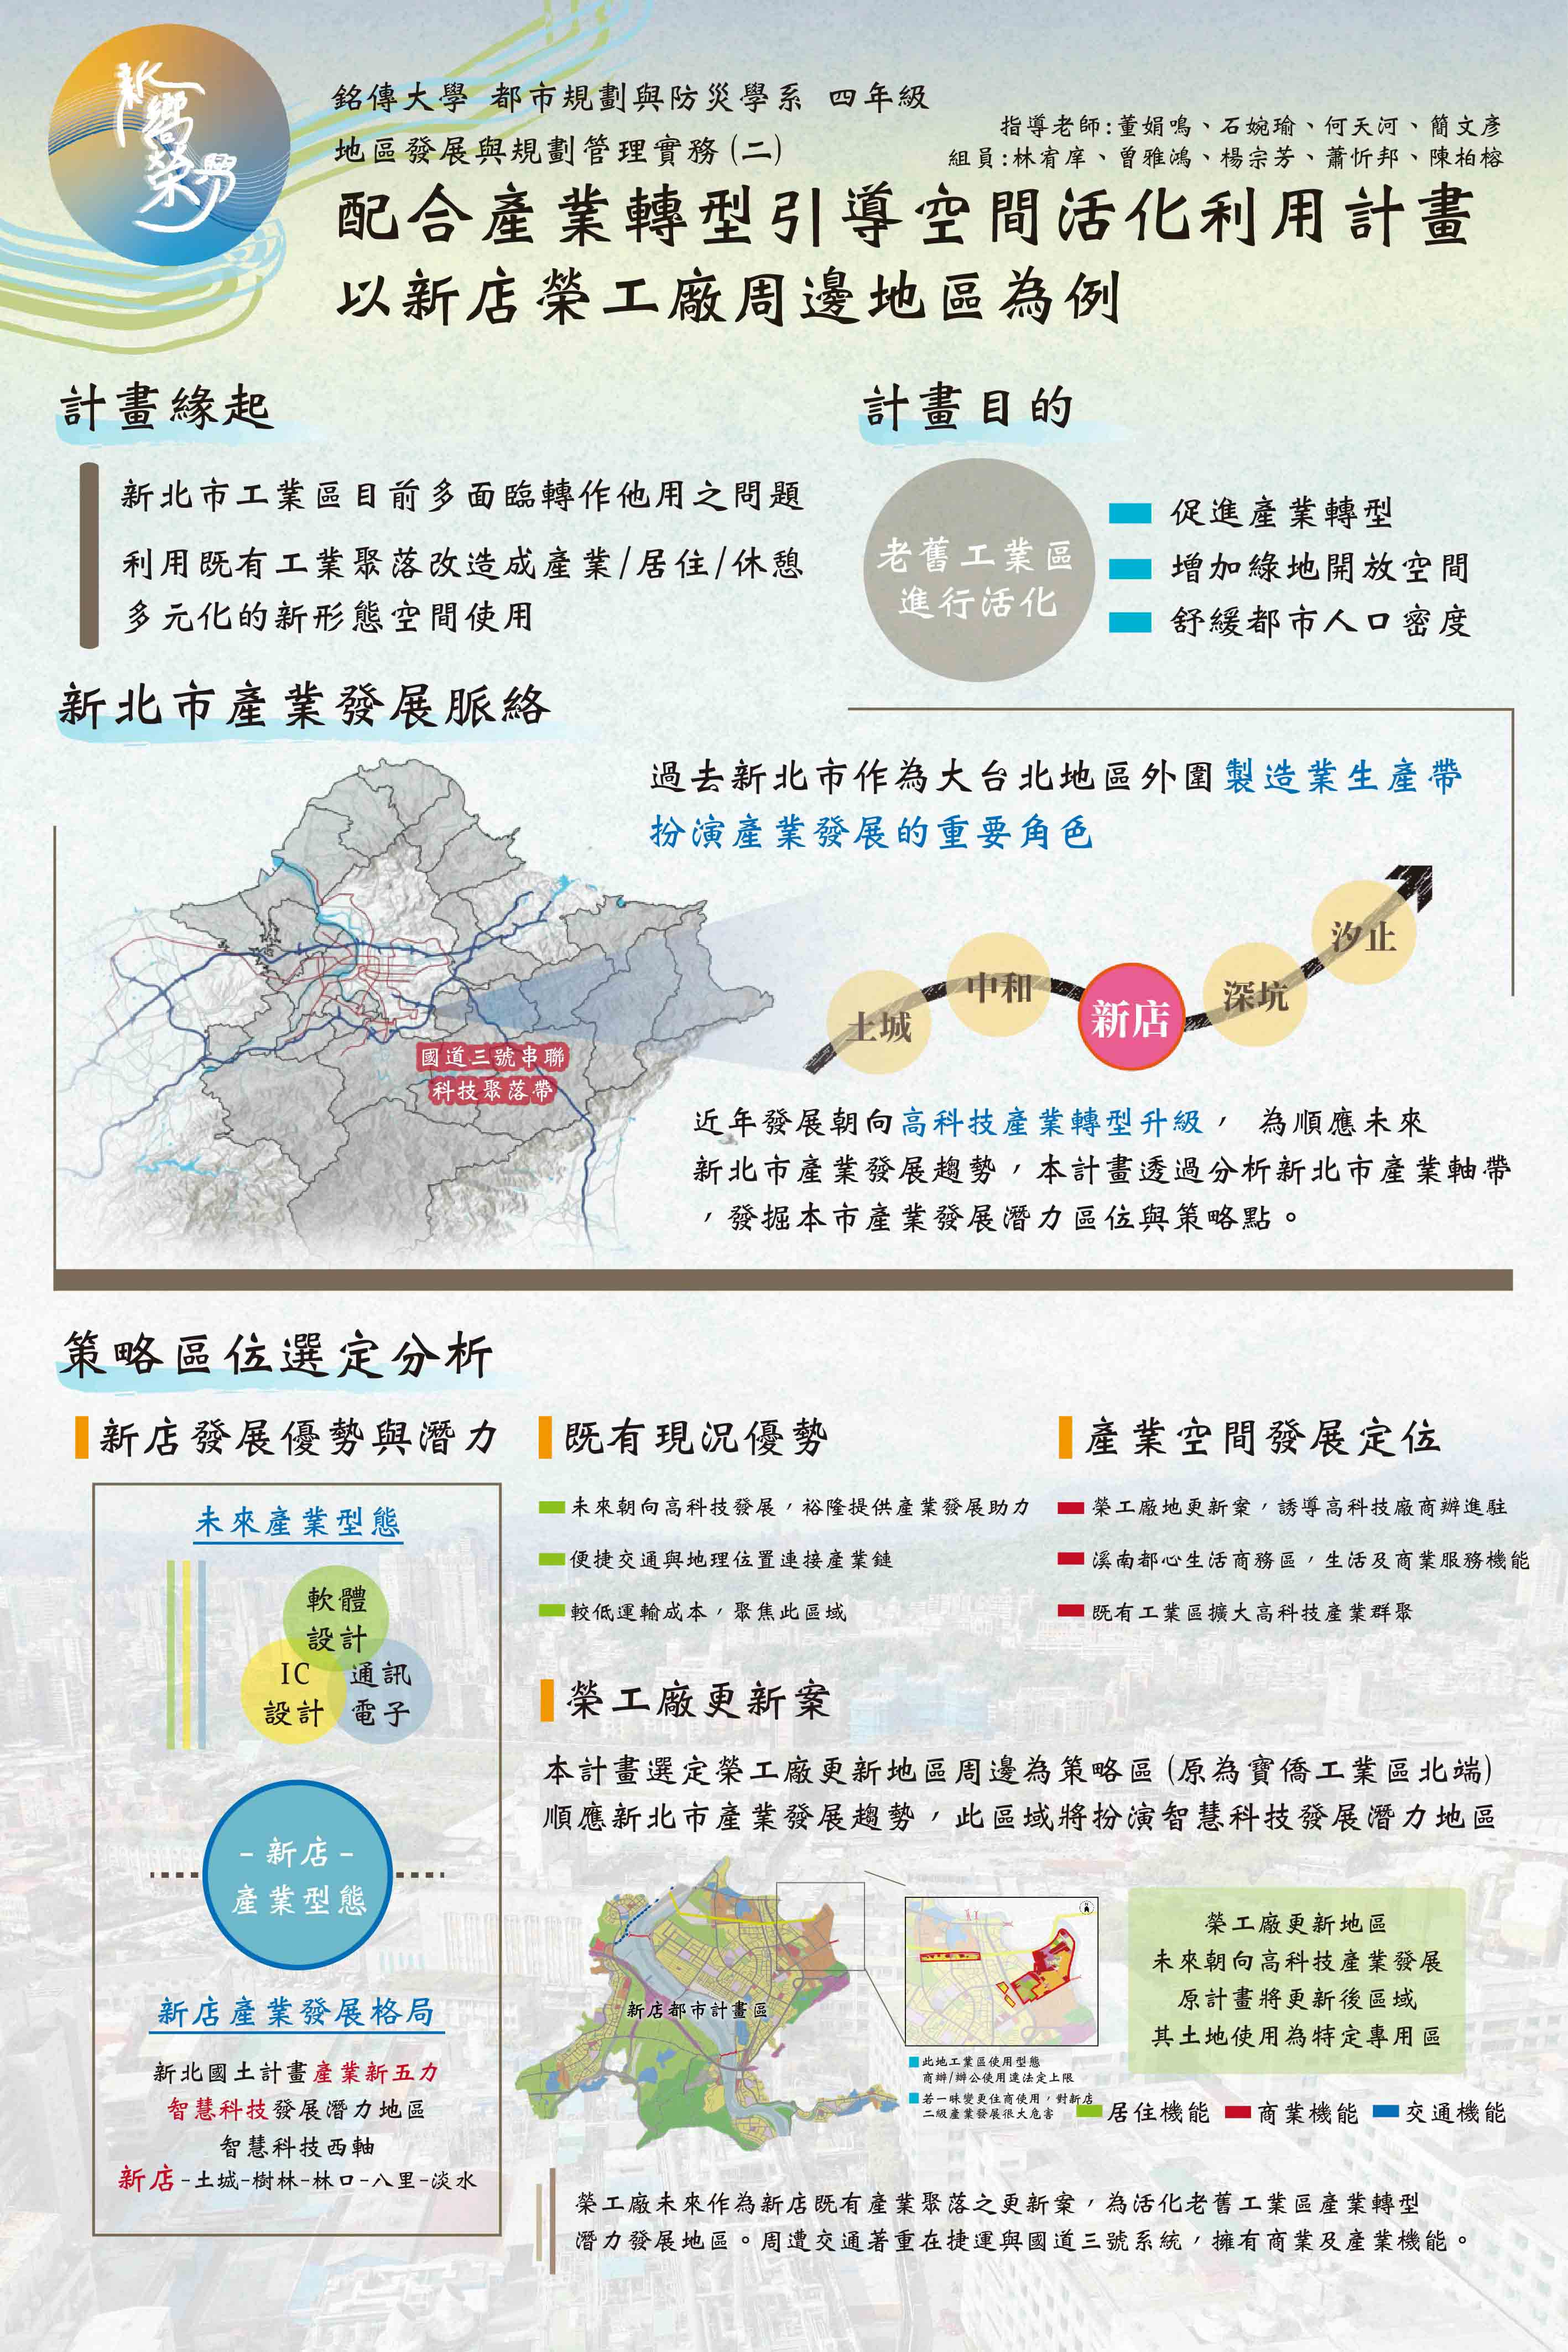 新嚮榮勞
銘傳大學 都市規劃與防災學系 四年級
地區發展與規劃管理實務(二)
指導老師:董娟鳴、石婉瑜、何天河、簡文彥
組員:林宥庠、曾雅鴻、楊宗芳、蕭忻邦、陳柏榕
配合產業轉型引導空間活化利用計畫
以新店榮工廠周邊地區為例
計畫緣起
新北市工業區目前多面臨轉作他用之問題
利用既有工業聚落改造成產業/居住/休憩
多元化的新形態空間使用
計畫目的
老舊工業區
進行活化
促進產業轉型
增加綠地開放空間
舒緩都市人口密度
新北市產業發展脈絡
過去新北市作為大台北地區外圍製造業生產帶
扮演產業發展的重要角色
土城
中和
新店
深坑
汐止
國道三號串聯
科技聚落帶
近年發展朝向高科技產業轉型升級， 為順應未來
新北市產業發展趨勢，本計畫透過分析新北市產業軸帶
，發掘本市產業發展潛力區位與策略點。
策略區位選定分析
新店發展優勢與潛力
未來產業型態
軟體
設計
IC
設計
通訊
電子
-新店-
產業型態
新店產業發展格局
新北國土計畫產業新五力
智慧科技發展潛力地區
智慧科技西軸
新店-土城-樹林-林口-八里-淡水
既有現況優勢
未來朝向高科技發展，裕隆提供產業發展助力
便捷交通與地理位置連接產業鏈
較低運輸成本，聚焦此區域
產業空間發展定位
榮工廠地更新案，誘導高科技廠商辦進駐
溪南都心生活商務區，生活及商業服務機能
既有工業區擴大高科技產業群聚
榮工廠更新案
本計畫選定榮工廠更新地區周邊為策略區(原為寶僑工業區北端)
順應新北市產業發展趨勢，此區域將扮演智慧科技發展潛力地區
新店都市計畫區
此地工業區使用型態
商辦/辦公使用達法定上限
若一昧變更住商使用，對新店
二級產業發展很大危害
榮工廠更新地區
未來朝向高科技產業發展
原計畫將更新後區域
其土地使用為特定專用區
居住機能 商業機能 交通機能
榮工廠未來作為新店既有產業聚落之更新案，為活化老舊工業區產業轉型
潛力發展地區。周遭交通著重在捷運與國道三號系統，擁有商業及產業機能。